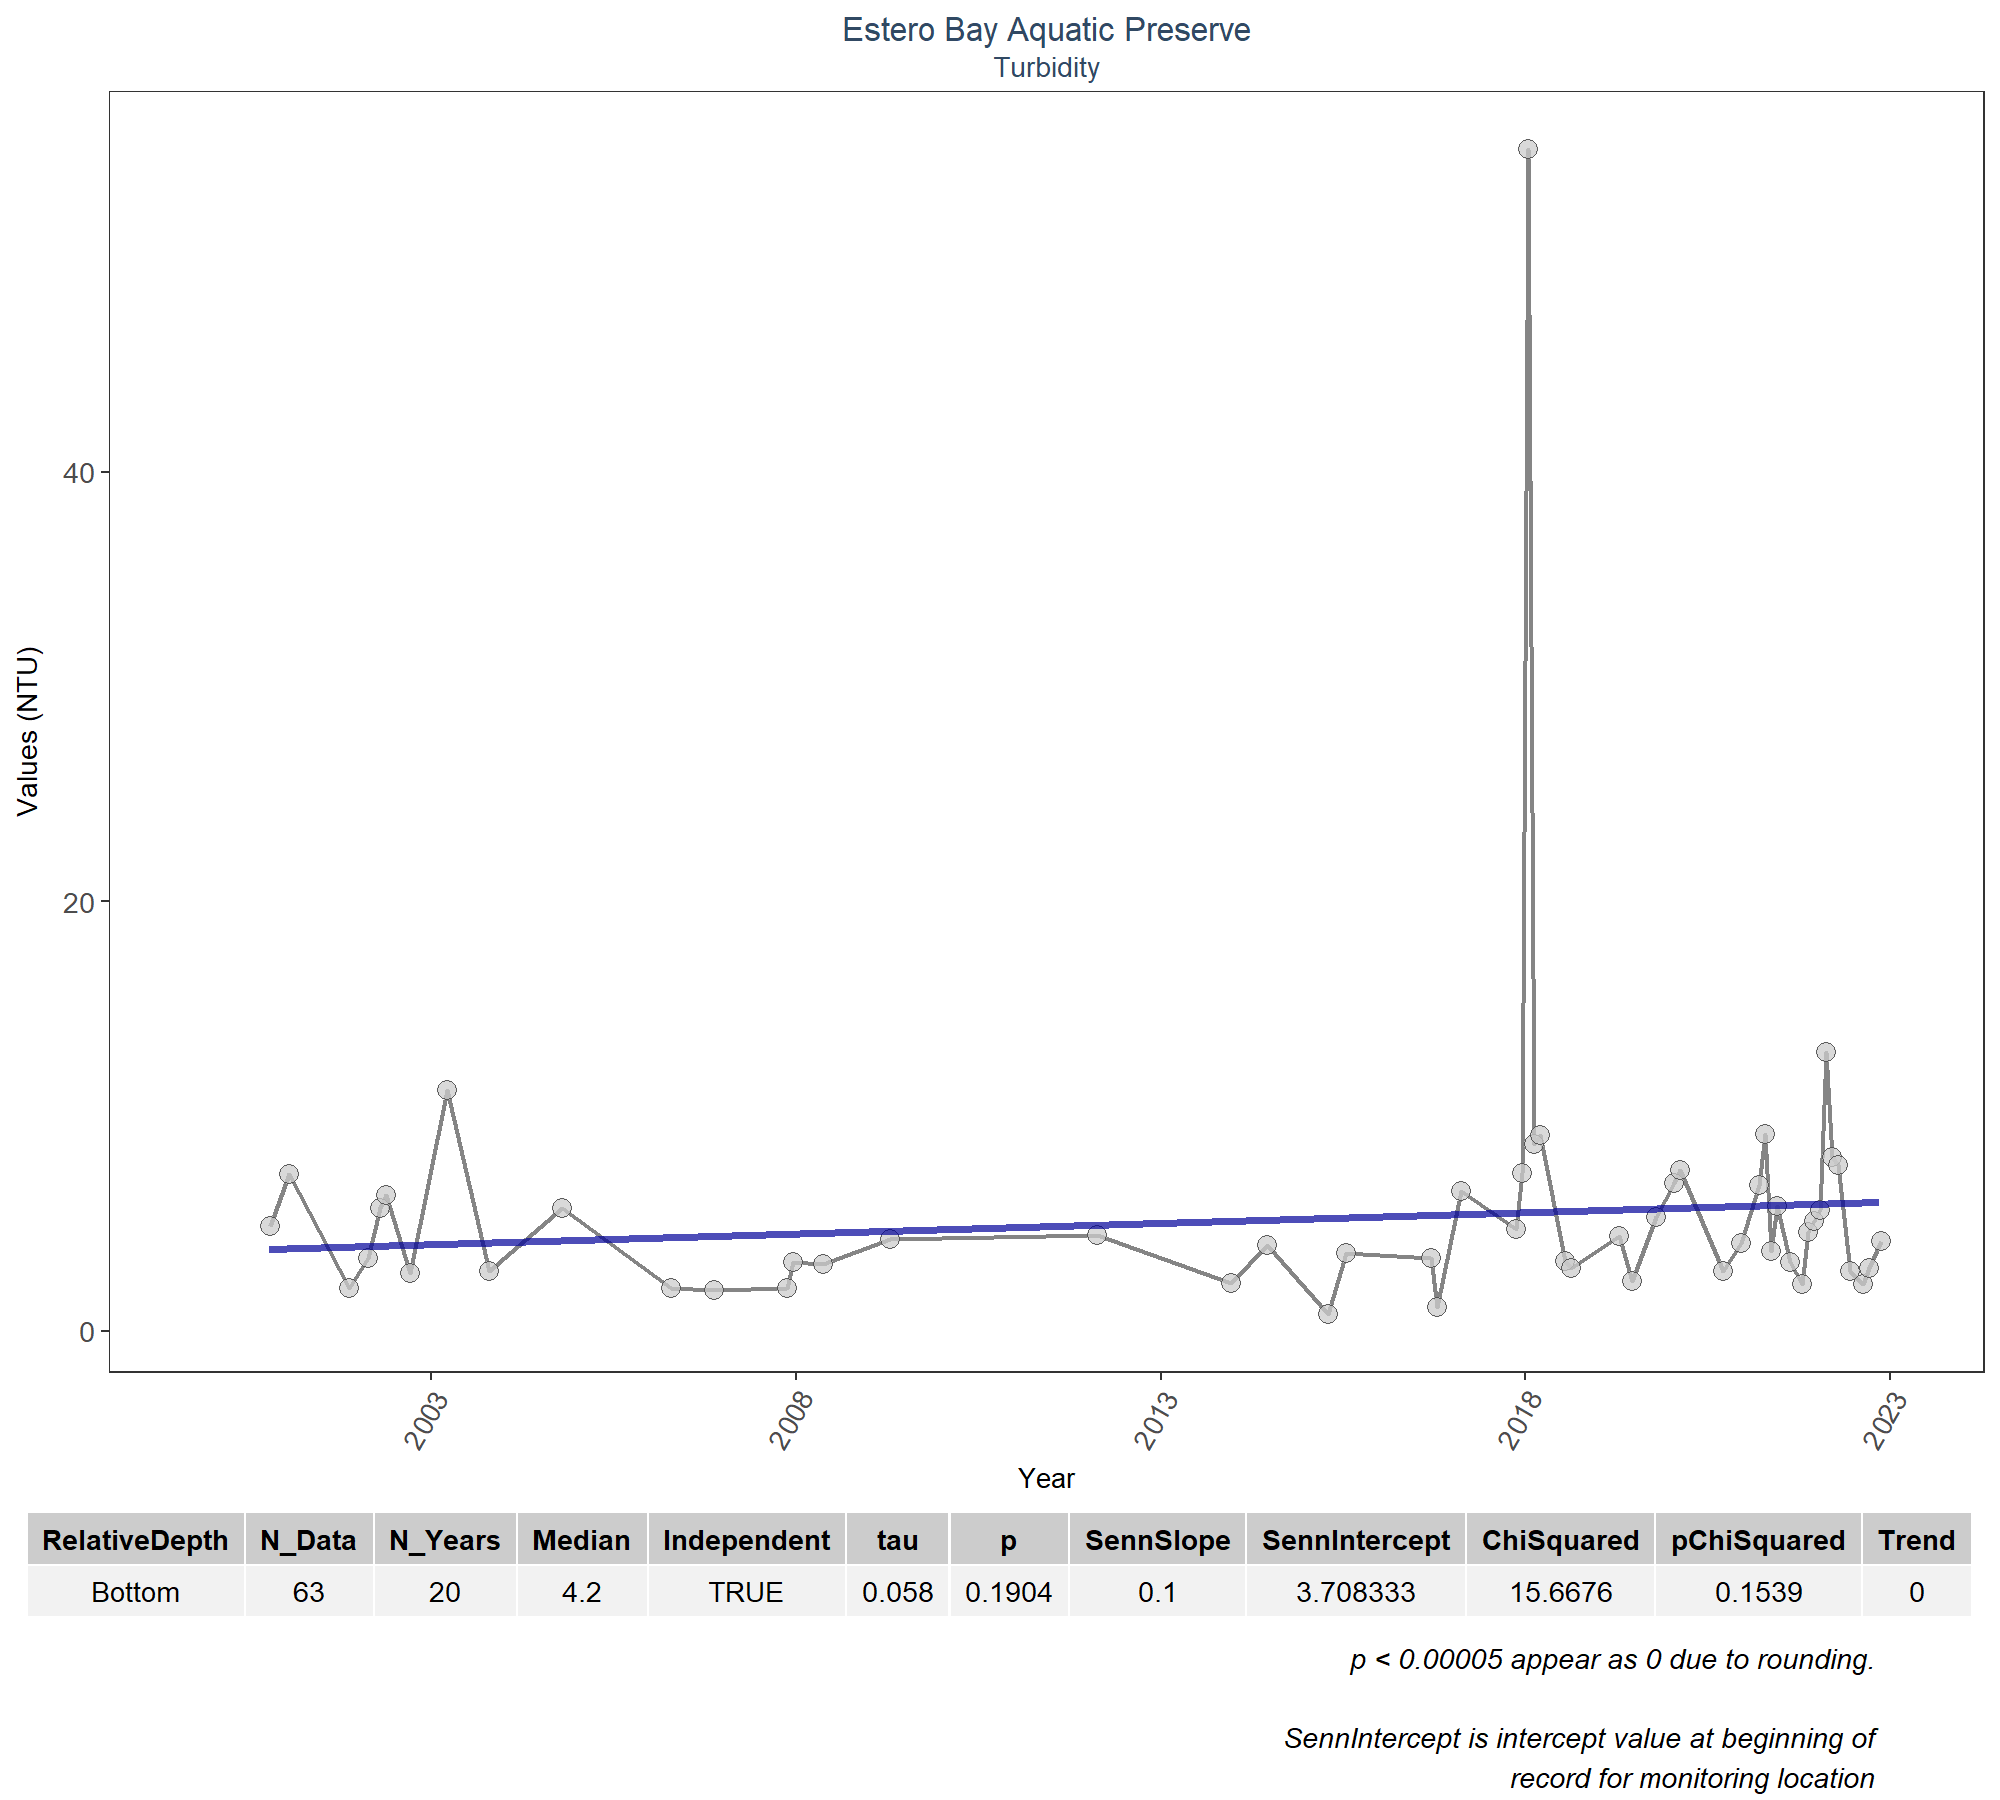 Estero Bay Aquatic Preserve
Turbidity
Values (NTU)
40
20
0
2003
2008
2013
2018
2023
Year
RelativeDepth N_Data N_Years Median Independent tau p SennSlope SennIntercept ChiSquared pChiSquared Trend
Bottom 63 20 4.2 TRUE 0.058 0.1904 0.1 3.708333 15.6676 0.1539 0
p < 0.00005 appear as 0 due to rounding.
SennIntercept is intercept value at beginning of
record for monitoring location